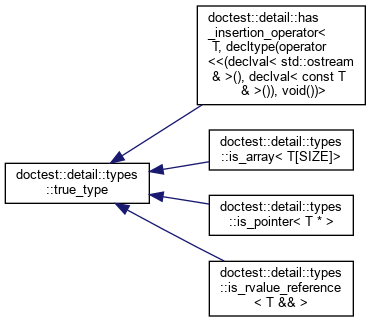 doctest::detail::has
_insertion_operator<
T, decltype(operator
<<(declval< std::ostream
& >(), declval< const T
& >()), void())>
doctest::detail::types
::is_array< T[SIZE]>
doctest::detail::types
::true_type
doctest::detail::types
::is_pointer< T * >
doctest::detail::types
::is_rvalue_reference
< T && >